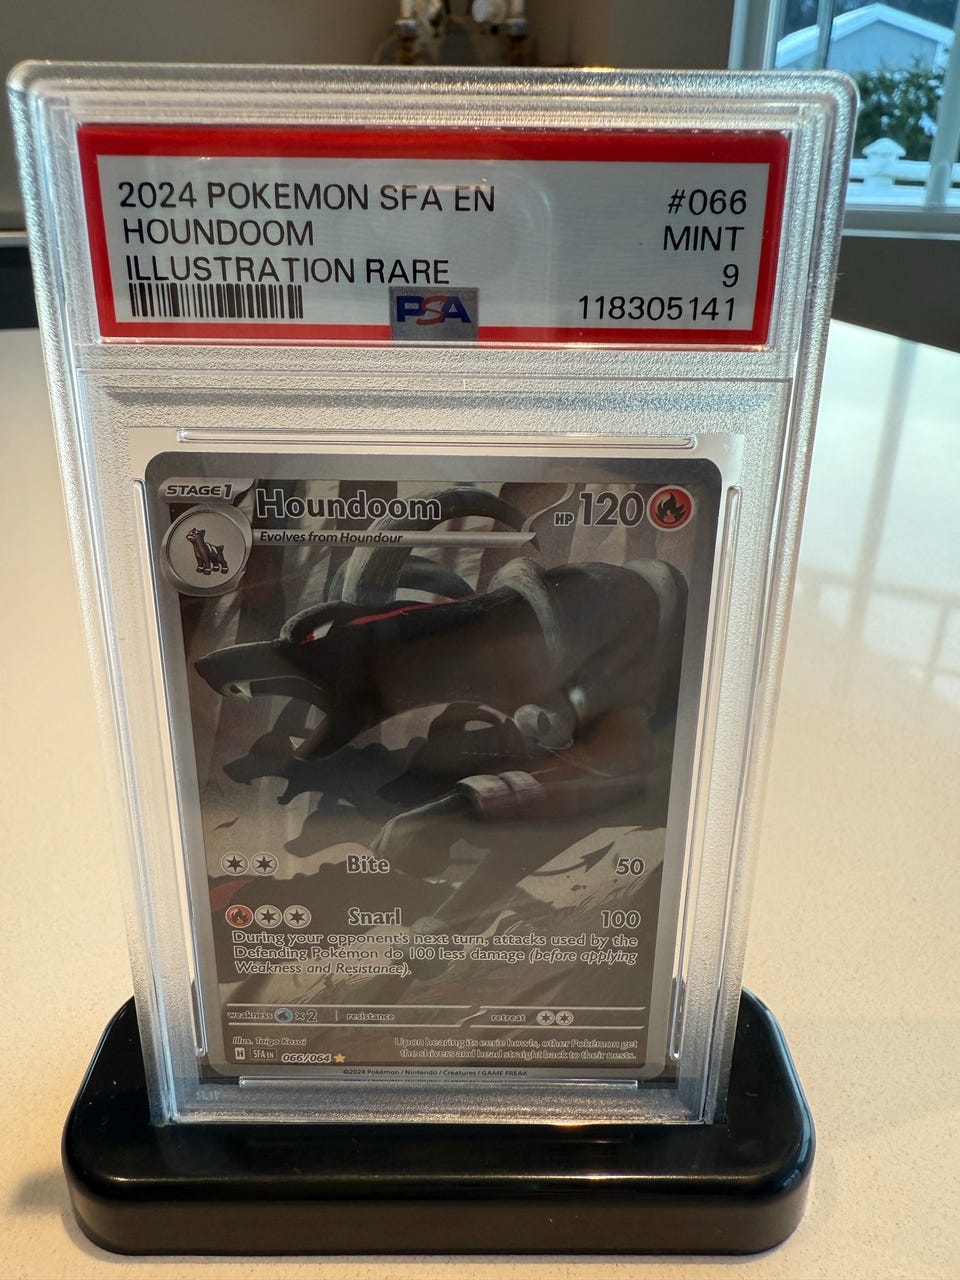 2024 POKEMON SFA EN #066
HOUNDOOM MINT
ILLUSTRATION RARE 9
PSA 118305141
STAGE 1 Houndoom HP 120
Evolves from Houndour
Bite 50
Snarl 100
During your opponent's next turn, attacks used by the
Defending Pokémon do 100 less damage (before applying
Weakness and Resistance).
weakness ×2 resistance retreat
Illus. Taiga Kasai Upon hearing its eerie howls, other Pokémon get
H SFA EN 066/064 the shivers and head straight back to their nests.
©2024 Pokémon / Nintendo / Creatures / GAME FREAK